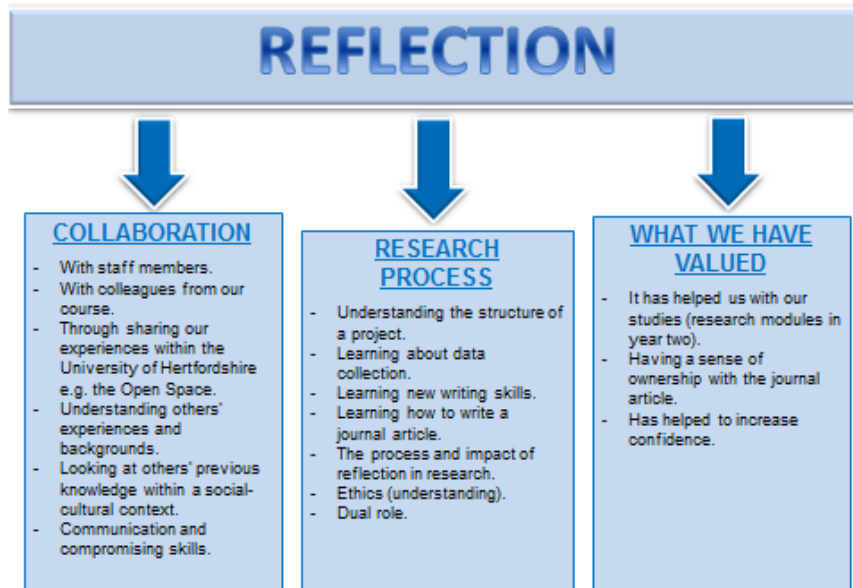 REFLECTION
COLLABORATION
- With staff members.
- With colleagues from our
course.
- Through sharing our
experiences within the
University of Hertfordshire
e.g. the Open Space.
- Understanding others'
experiences and
backgrounds.
- Looking at others' previous
knowledge within a social-
cultural context.
- Communication and
compromising skills.
RESEARCH
PROCESS
- Understanding the structure of
a project.
- Learning about data
collection.
- Learning new writing skills.
- Learning how to write a
journal article.
- The process and impact of
reflection in research.
- Ethics (understanding).
- Dual role.
WHAT WE HAVE
VALUED
- It has helped us with our
studies (research modules in
year two).
- Having a sense of
ownership with the journal
article.
- Has helped to increase
confidence.